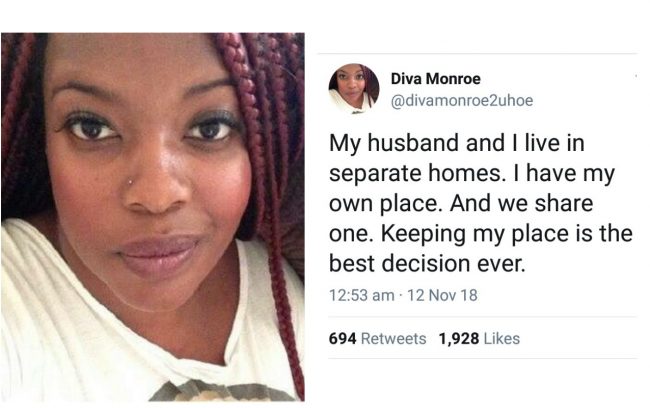 Diva Monroe
@divamonroe2uhoe
My husband and I live in
separate homes. I have my
own place. And we share
one. Keeping my place is the
best decision ever.
12:53 am · 12 Nov 18
694 Retweets 1,928 Likes